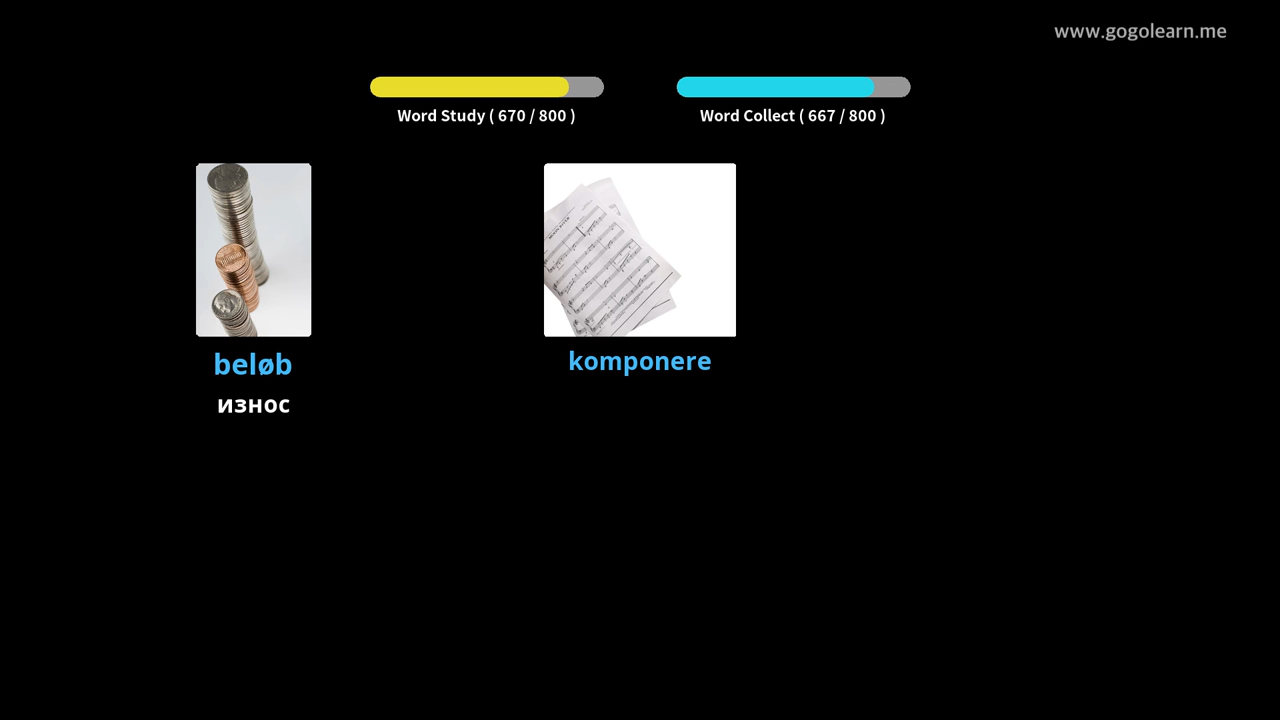 www.gogolearn.me
Word Study ( 670 / 800 )
Word Collect ( 667 / 800 )
beløb
износ
komponere